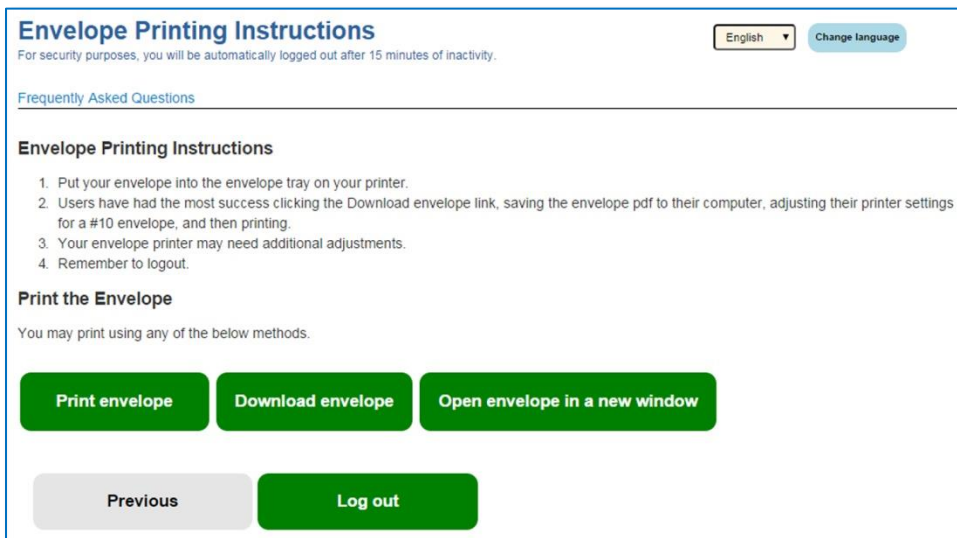 Envelope Printing Instructions
English ▼ Change language
For security purposes, you will be automatically logged out after 15 minutes of inactivity.
Frequently Asked Questions
Envelope Printing Instructions
1. Put your envelope into the envelope tray on your printer.
2. Users have had the most success clicking the Download envelope link, saving the envelope pdf to their computer, adjusting their printer settings
for a #10 envelope, and then printing.
3. Your envelope printer may need additional adjustments.
4. Remember to logout.
Print the Envelope
You may print using any of the below methods.
Print envelope Download envelope Open envelope in a new window
Previous Log out